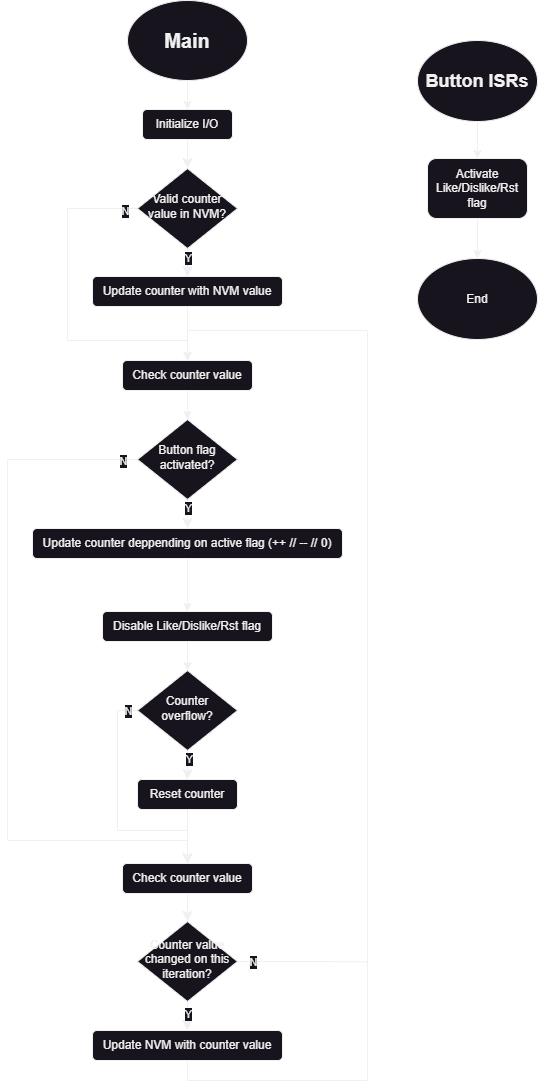 Main
Initialize I/O
Valid counter
value in NVM?
N
Y
Update counter with NVM value
Check counter value
Button flag
activated?
N
Y
Update counter deppending on active flag (++ // -- // 0)
Disable Like/Dislike/Rst flag
Counter
overflow?
N
Y
Reset counter
Check counter value
Counter value
changed on this
iteration?
N
Y
Update NVM with counter value
Button ISRs
Activate
Like/Dislike/Rst
flag
End